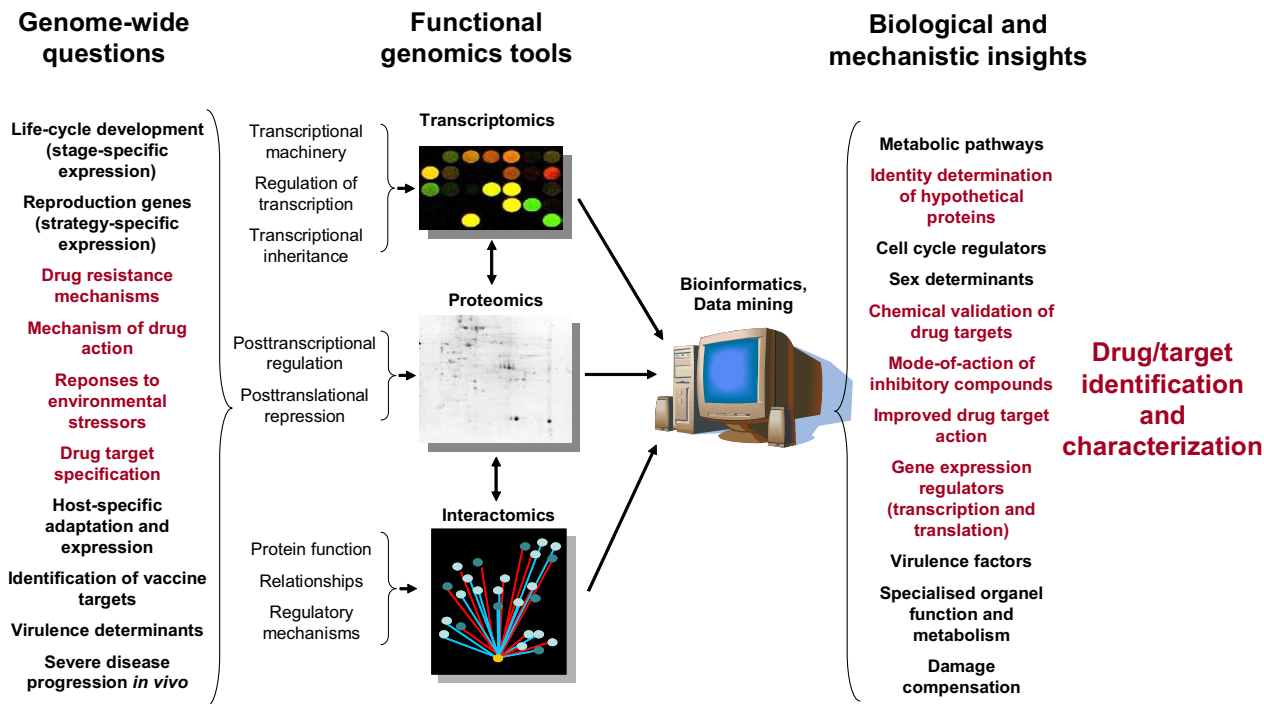 Genome-wide
questions
Functional
genomics tools
Biological and
mechistic insights
Life-cycle development
(stage-specific
expression)
Reproduction genes
(strategy-specific
expression)
Drug resistance
mechanisms
Mechanism of drug
action
Reponses to
environmental
stressors
Drug target
specification
Host-specific
adaptation and
expression
Identification of vaccine
targets
Virulence determinants
Severe disease
progression in vivo
Transcriptional
machinery
Regulation of
transcription
Transcriptional
inheritance
Posttranscriptional
regulation
Posttranslational
repression
Protein function
Relationships
Regulatory
mechanisms
Transcriptomics
Proteomics
Interactomics
Bioinformatics,
Data mining
Metabolic pathways
Identity determination
of hypothetical
proteins
Cell cycle regulators
Sex determinants
Chemical validation of
drug targets
Mode-of-action of
inhibitory compounds
Improved drug target
action
Gene expression
regulators
(transcription and
translation)
Virulence factors
Specialised organel
function and
metabolism
Damage
compensation
Drug/target
identification
and
characterization